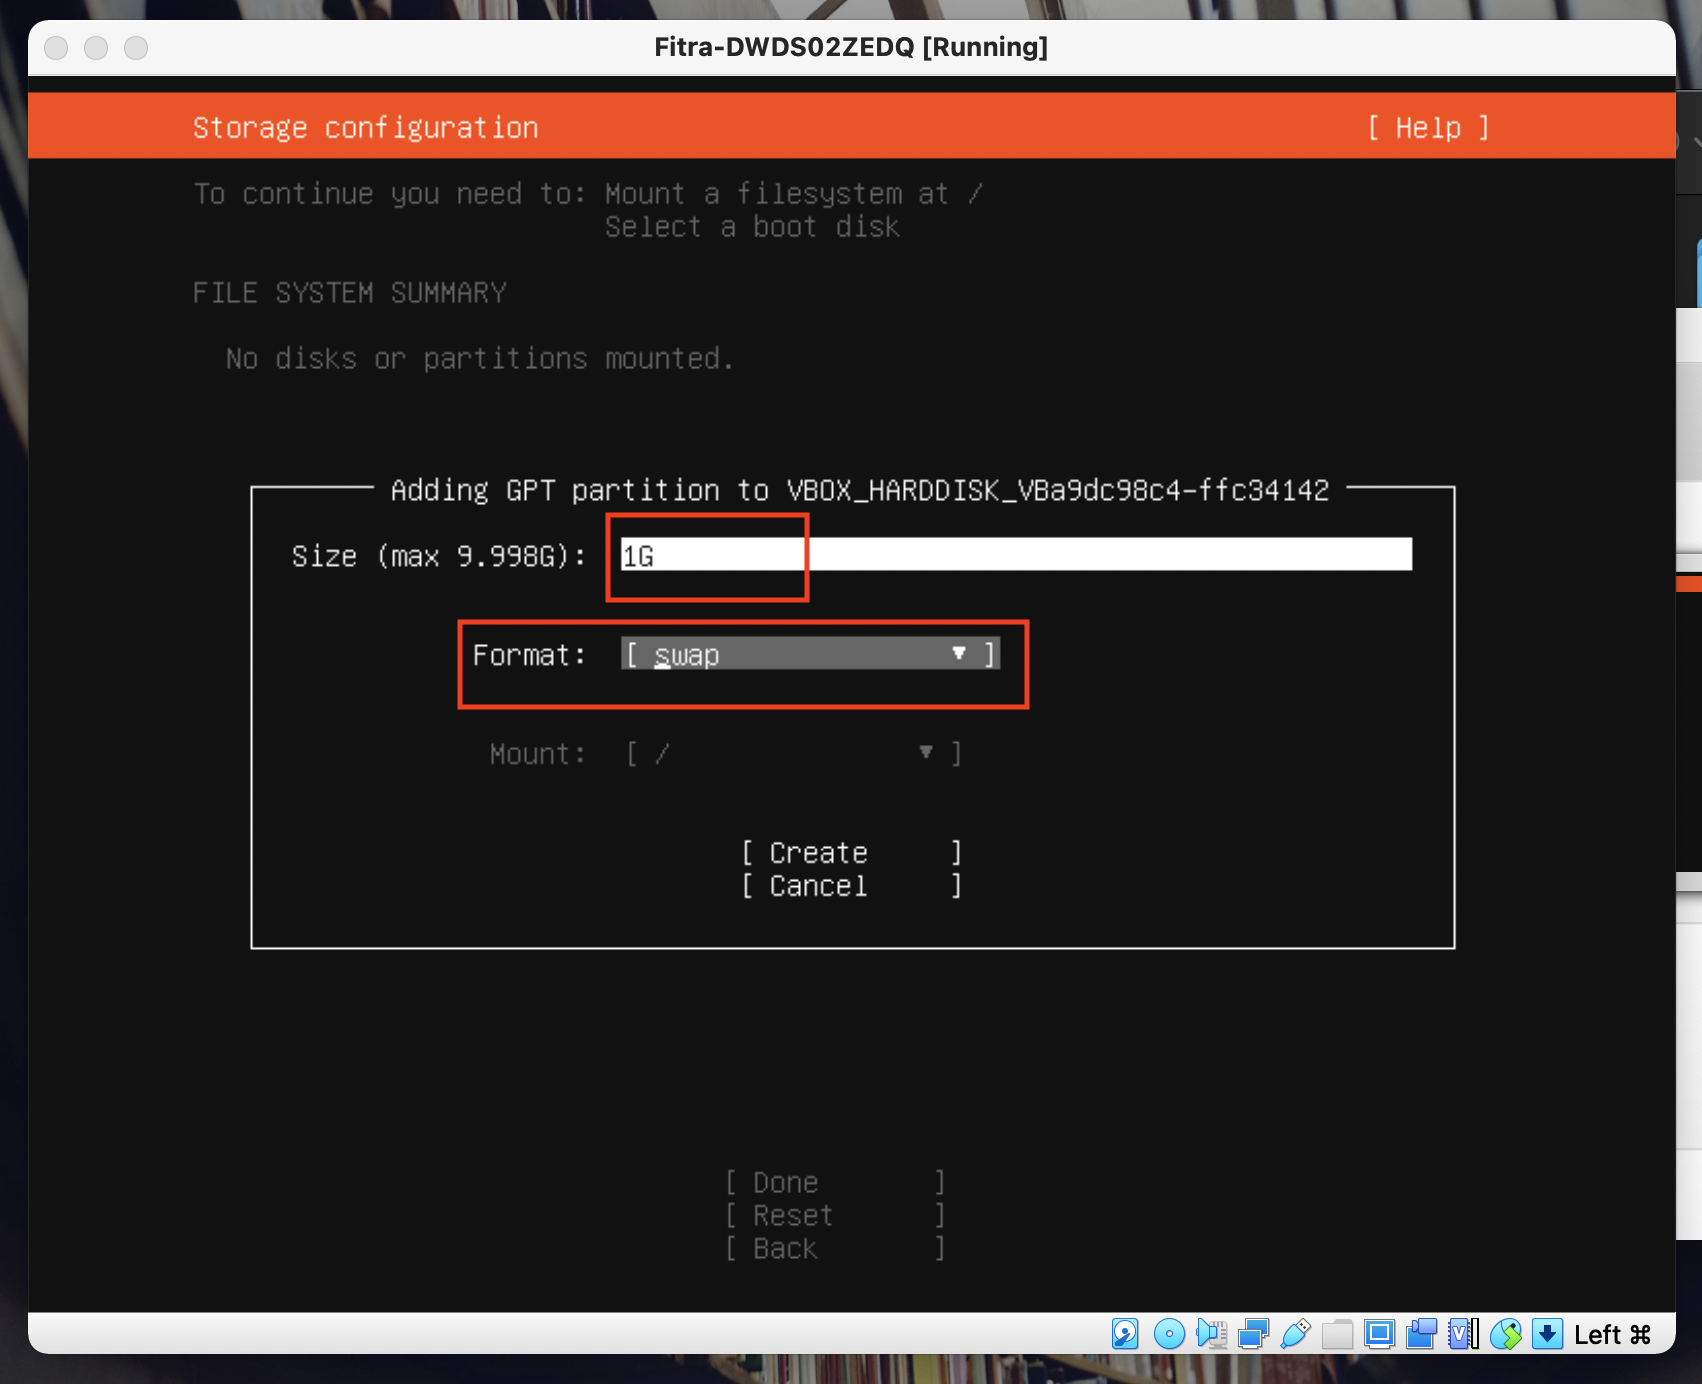 Fitra-DWDS02ZEDQ [Running]
Storage configuration [ Help ]
To continue you need to: Mount a filesystem at /
Select a boot disk
FILE SYSTEM SUMMARY
No disks or partitions mounted.
Adding GPT partition to VBOX_HARDDISK_VBa9dc98c4-ffc34142
Size (max 9.998G): 1G
Format: [ swap ▼ ]
Mount: [ / ▼ ]
[ Create ]
[ Cancel ]
[ Done ]
[ Reset ]
[ Back ]
Left ⌘